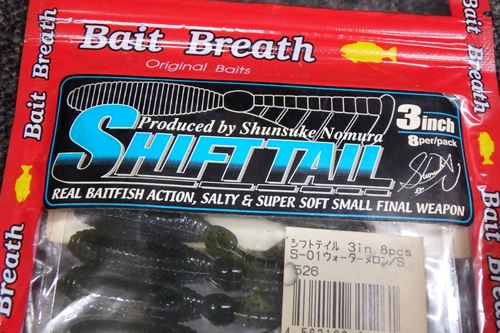 Bait Breath
Original Baits
Bait Breath
Bait Breath
Breath
3inch
8per/pack
Produced by Shunsuke Nomura
SHIFT TAIL
REAL BAITFISH ACTION, SALTY & SUPER SOFT SMALL FINAL WEAPON
シフトテイル 3in 8pcs
S-01ウォーターメロン/S
526